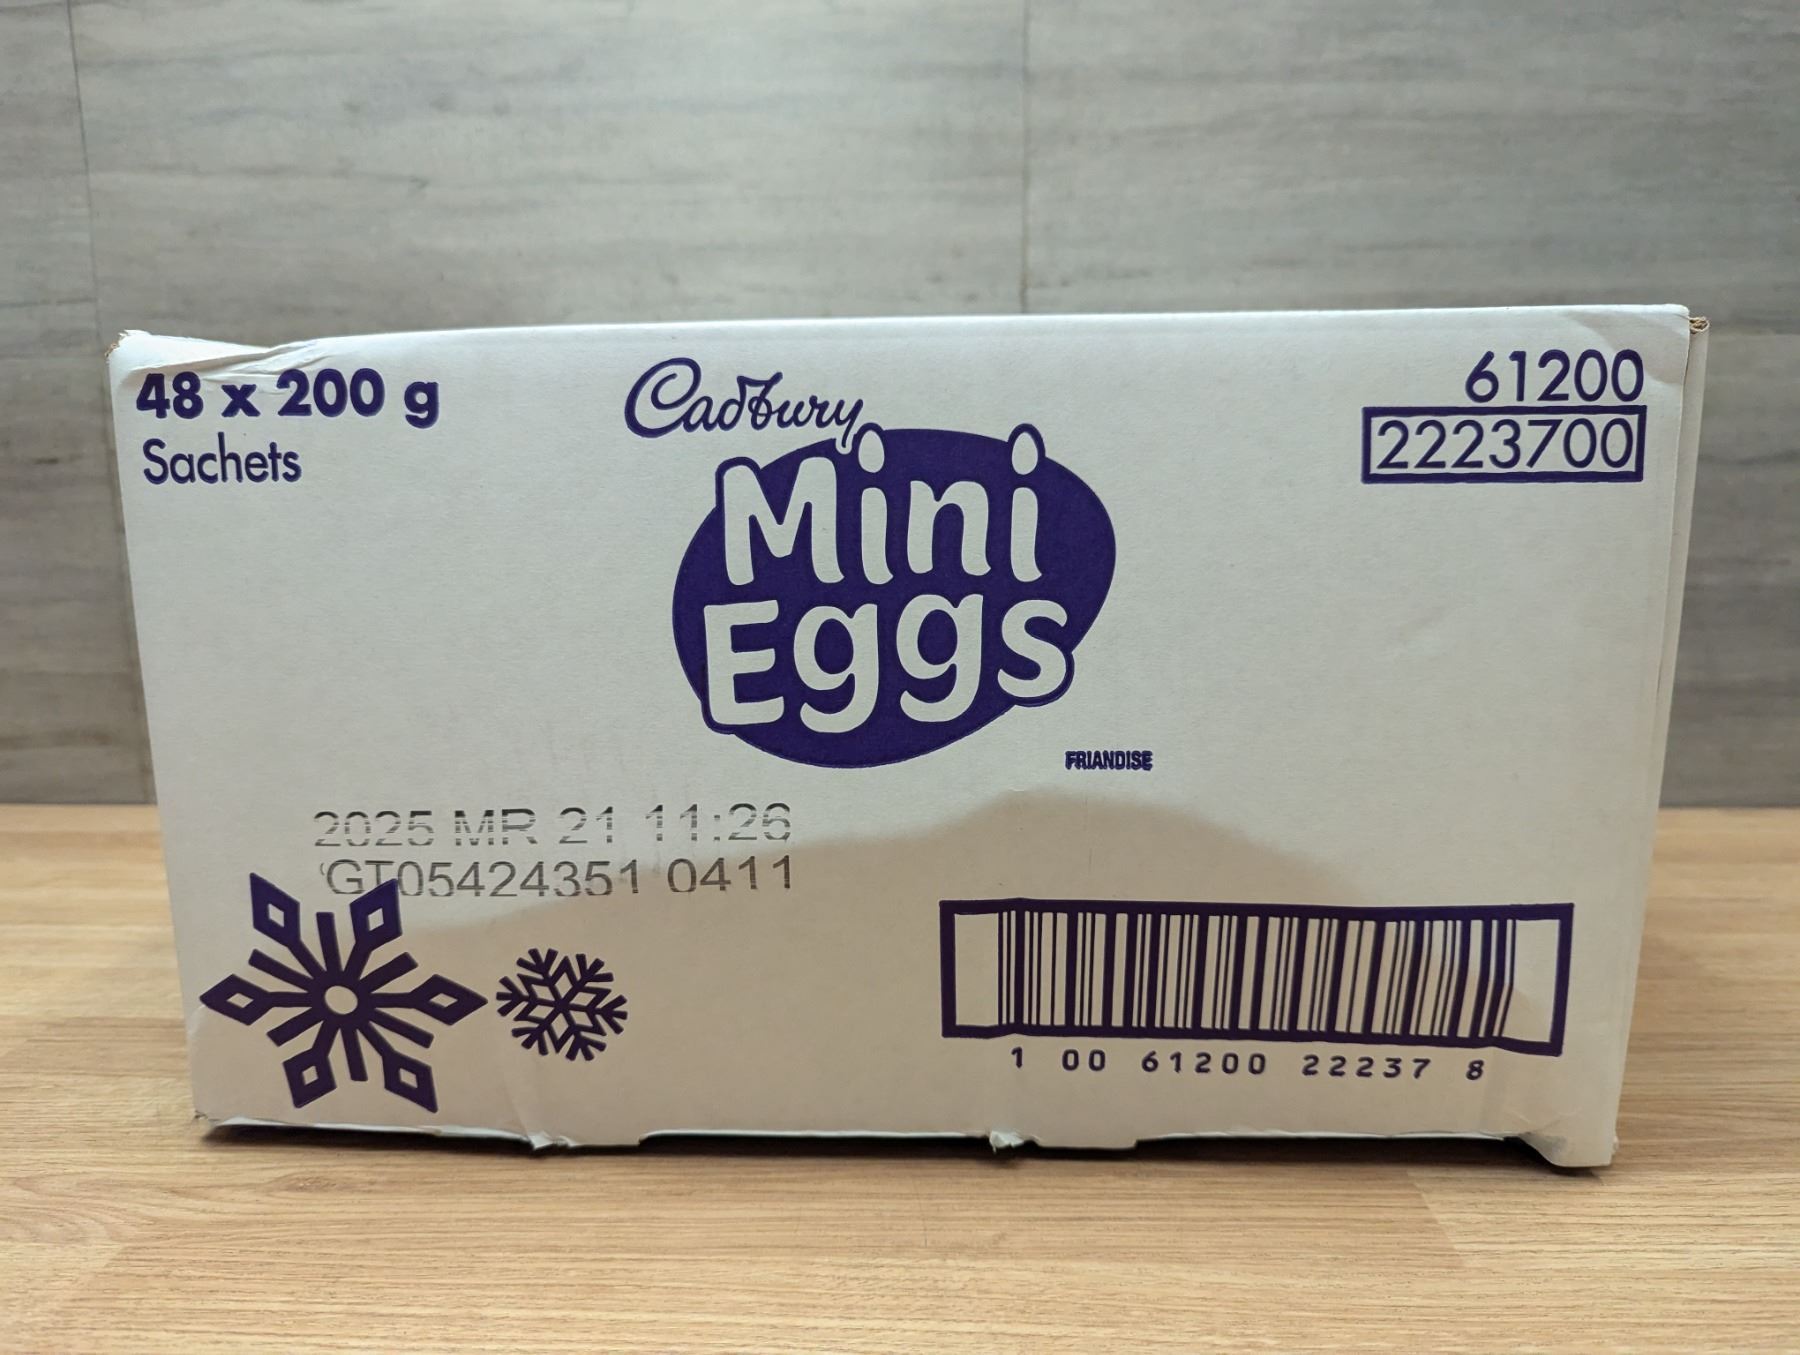 48 x 200 g
Sachets
Cadbury
Mini
Eggs
FRIANDISE
61200
2223700
2025 MR 21 11:26
GT05424351 0411
1 00 61200 22237 8